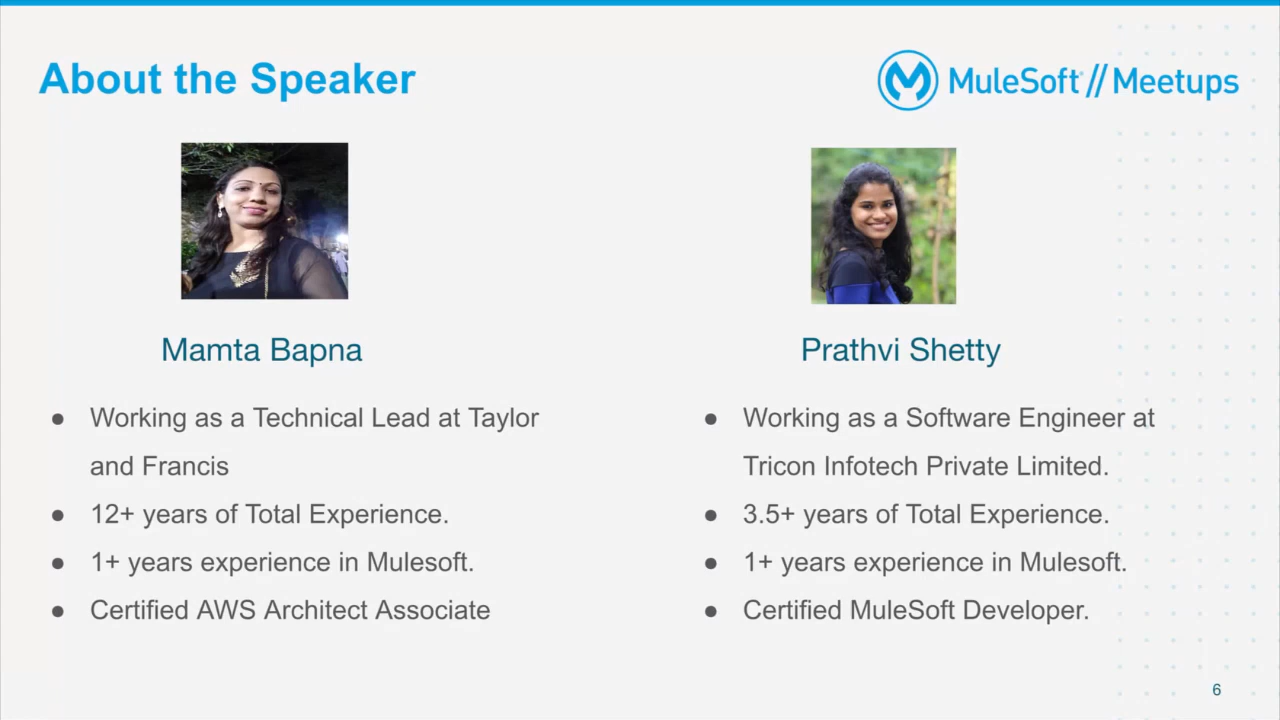 About the Speaker
MuleSoft // Meetups
Mamta Bapna
● Working as a Technical Lead at Taylor
and Francis
● 12+ years of Total Experience.
● 1+ years experience in Mulesoft.
● Certified AWS Architect Associate
Prathvi Shetty
● Working as a Software Engineer at
Tricon Infotech Private Limited.
● 3.5+ years of Total Experience.
● 1+ years experience in Mulesoft.
● Certified MuleSoft Developer.
6